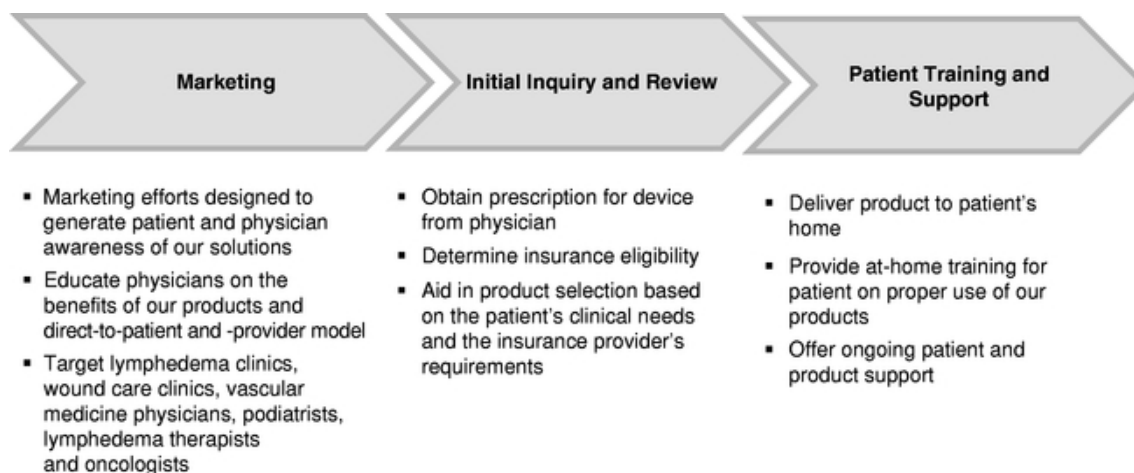 Marketing
Initial Inquiry and Review
Patient Training and
Support
▪ Marketing efforts designed to
generate patient and physician
awareness of our solutions
▪ Educate physicians on the
benefits of our products and
direct-to-patient and -provider model
▪ Target lymphedema clinics,
wound care clinics, vascular
medicine physicians, podiatrists,
lymphedema therapists
and oncologists
▪ Obtain prescription for device
from physician
▪ Determine insurance eligibility
▪ Aid in product selection based
on the patient's clinical needs
and the insurance provider's
requirements
▪ Deliver product to patient's
home
▪ Provide at-home training for
patient on proper use of our
products
▪ Offer ongoing patient and
product support